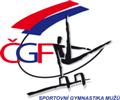 ČGF
SPORTOVNÍ GYMNASTIKA MUŽŮ